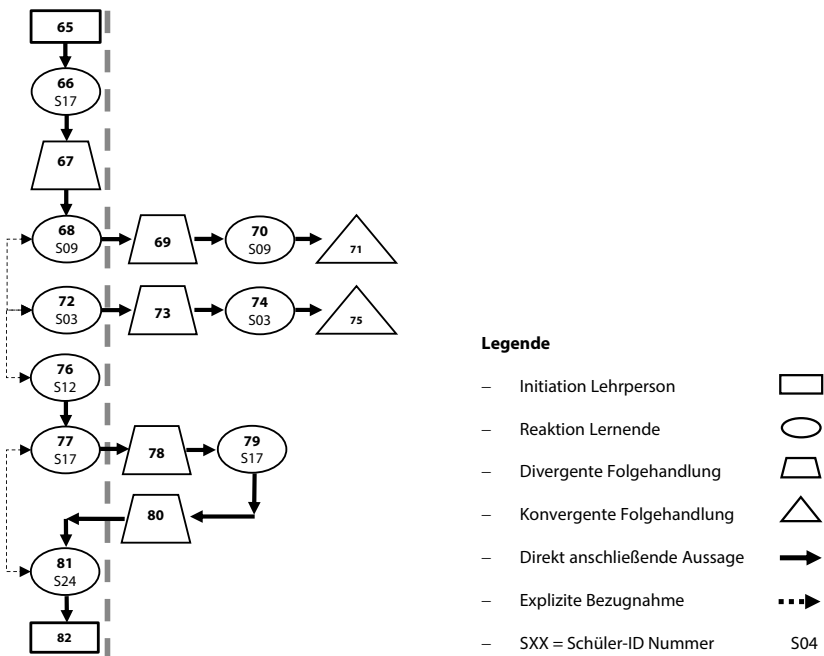 65
66
S17
67
68
S09
69
70
S09
71
72
S03
73
74
S03
75
76
S12
77
S17
78
79
S17
80
81
S24
82
Legende
– Initiation Lehrperson
– Reaktion Lernende
– Divergente Folgehandlung
– Konvergente Folgehandlung
– Direkt anschließende Aussage
– Explizite Bezugnahme
– SXX = Schüler-ID Nummer S04